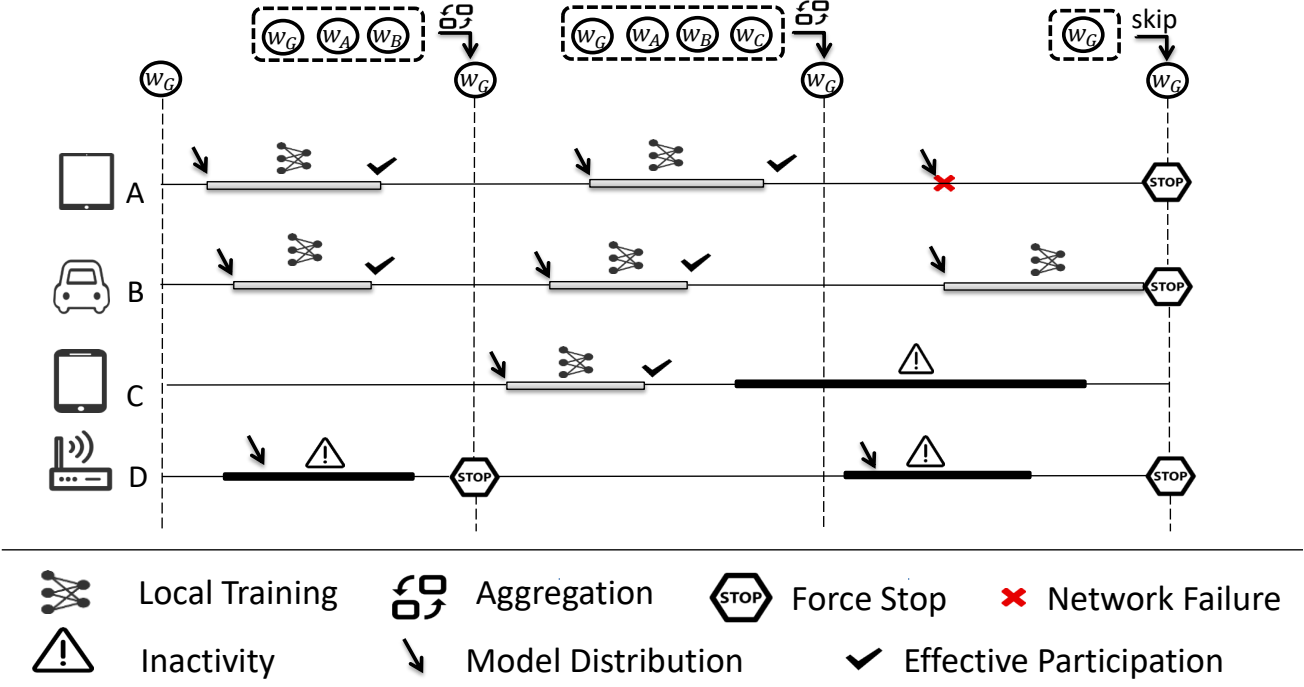 w_G w_A w_B
w_G w_A w_B w_C
w_G skip
w_G w_G w_G w_G
A STOP
B STOP
C
D STOP STOP
Local Training Aggregation STOP Force Stop Network Failure
Inactivity Model Distribution Effective Participation